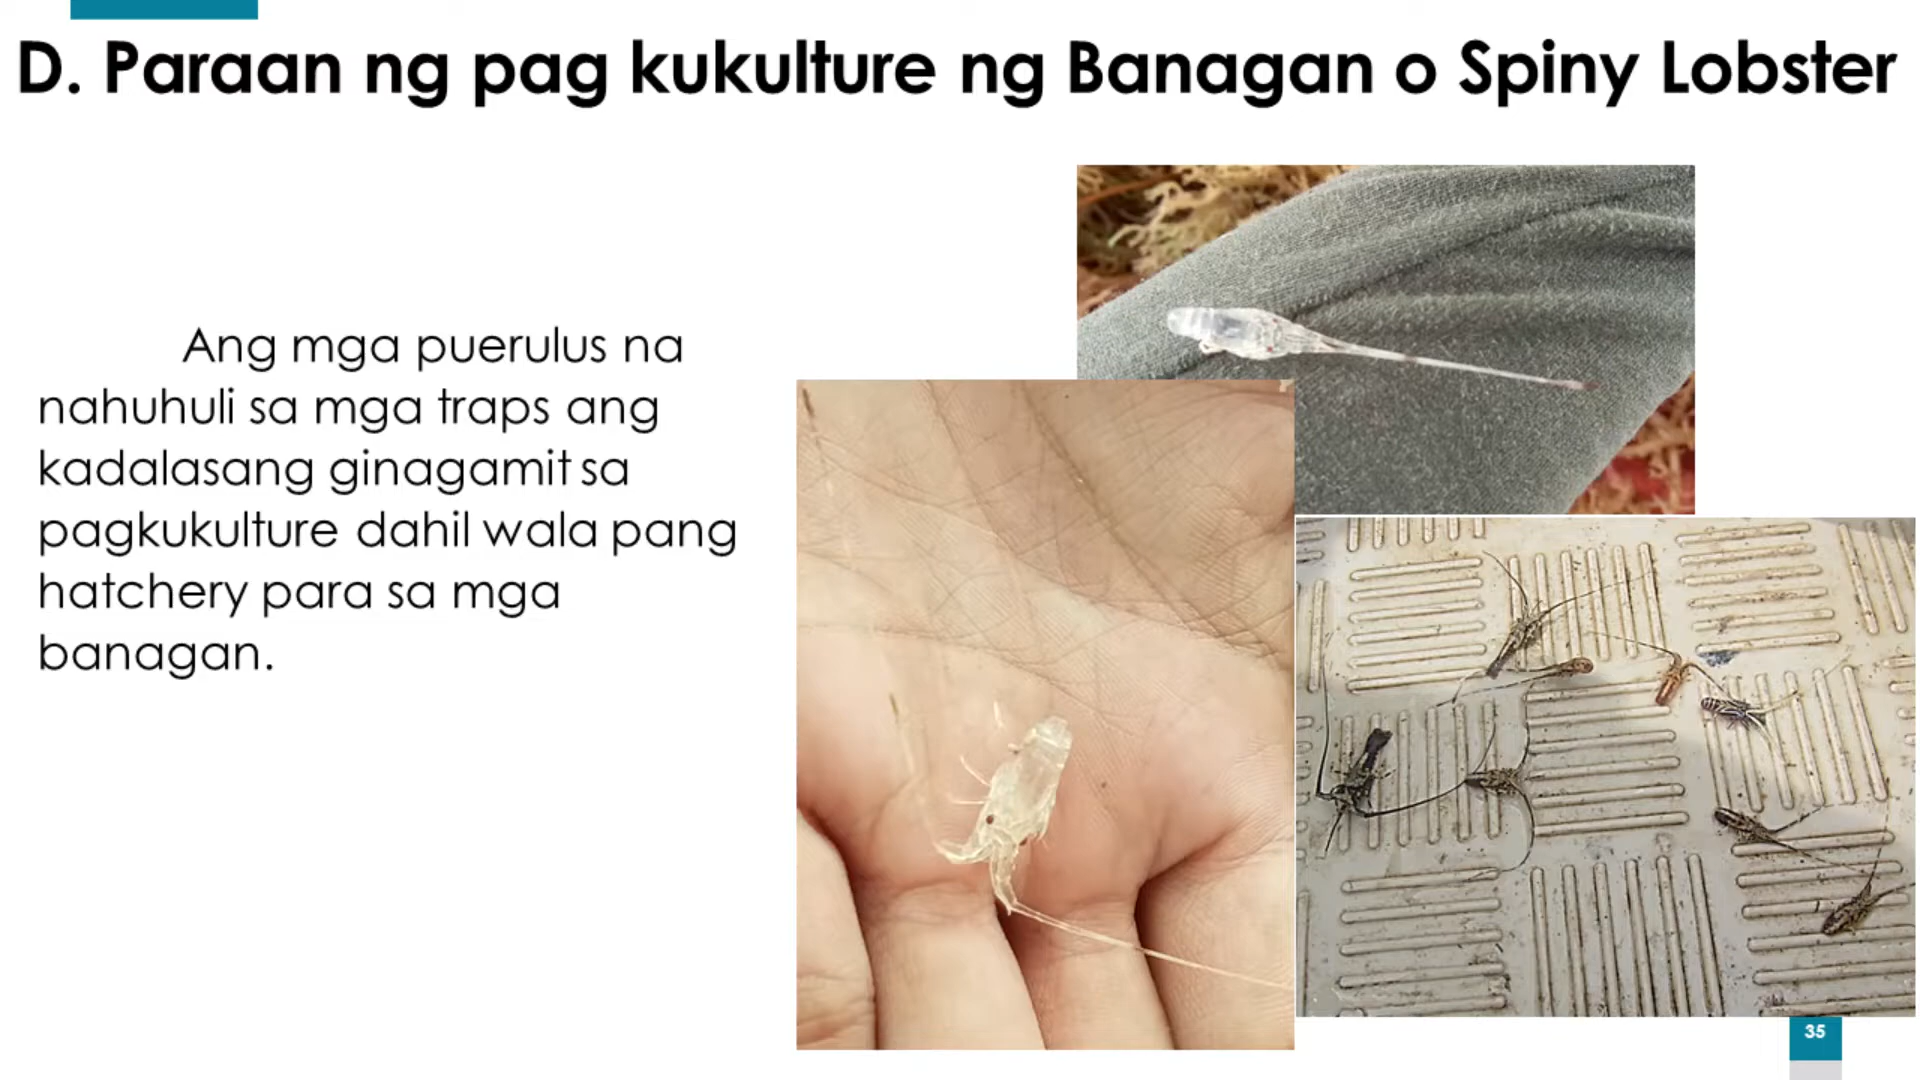 D. Paraan ng pag kukulture ng Banagan o Spiny Lobster
Ang mga puerulus na
nahuhuli sa mga traps ang
kadalasang ginagamit sa
pagkukulture dahil wala pang
hatchery para sa mga
banagan.
35